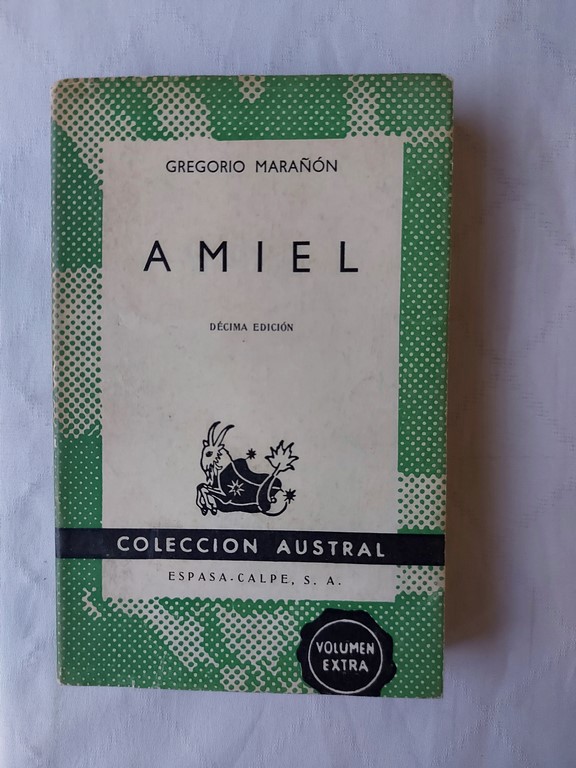 GREGORIO MARAÑÓN
AMIEL
DÉCIMA EDICIÓN
COLECCION AUSTRAL
ESPASA-CALPE, S. A.
VOLUMEN
EXTRA